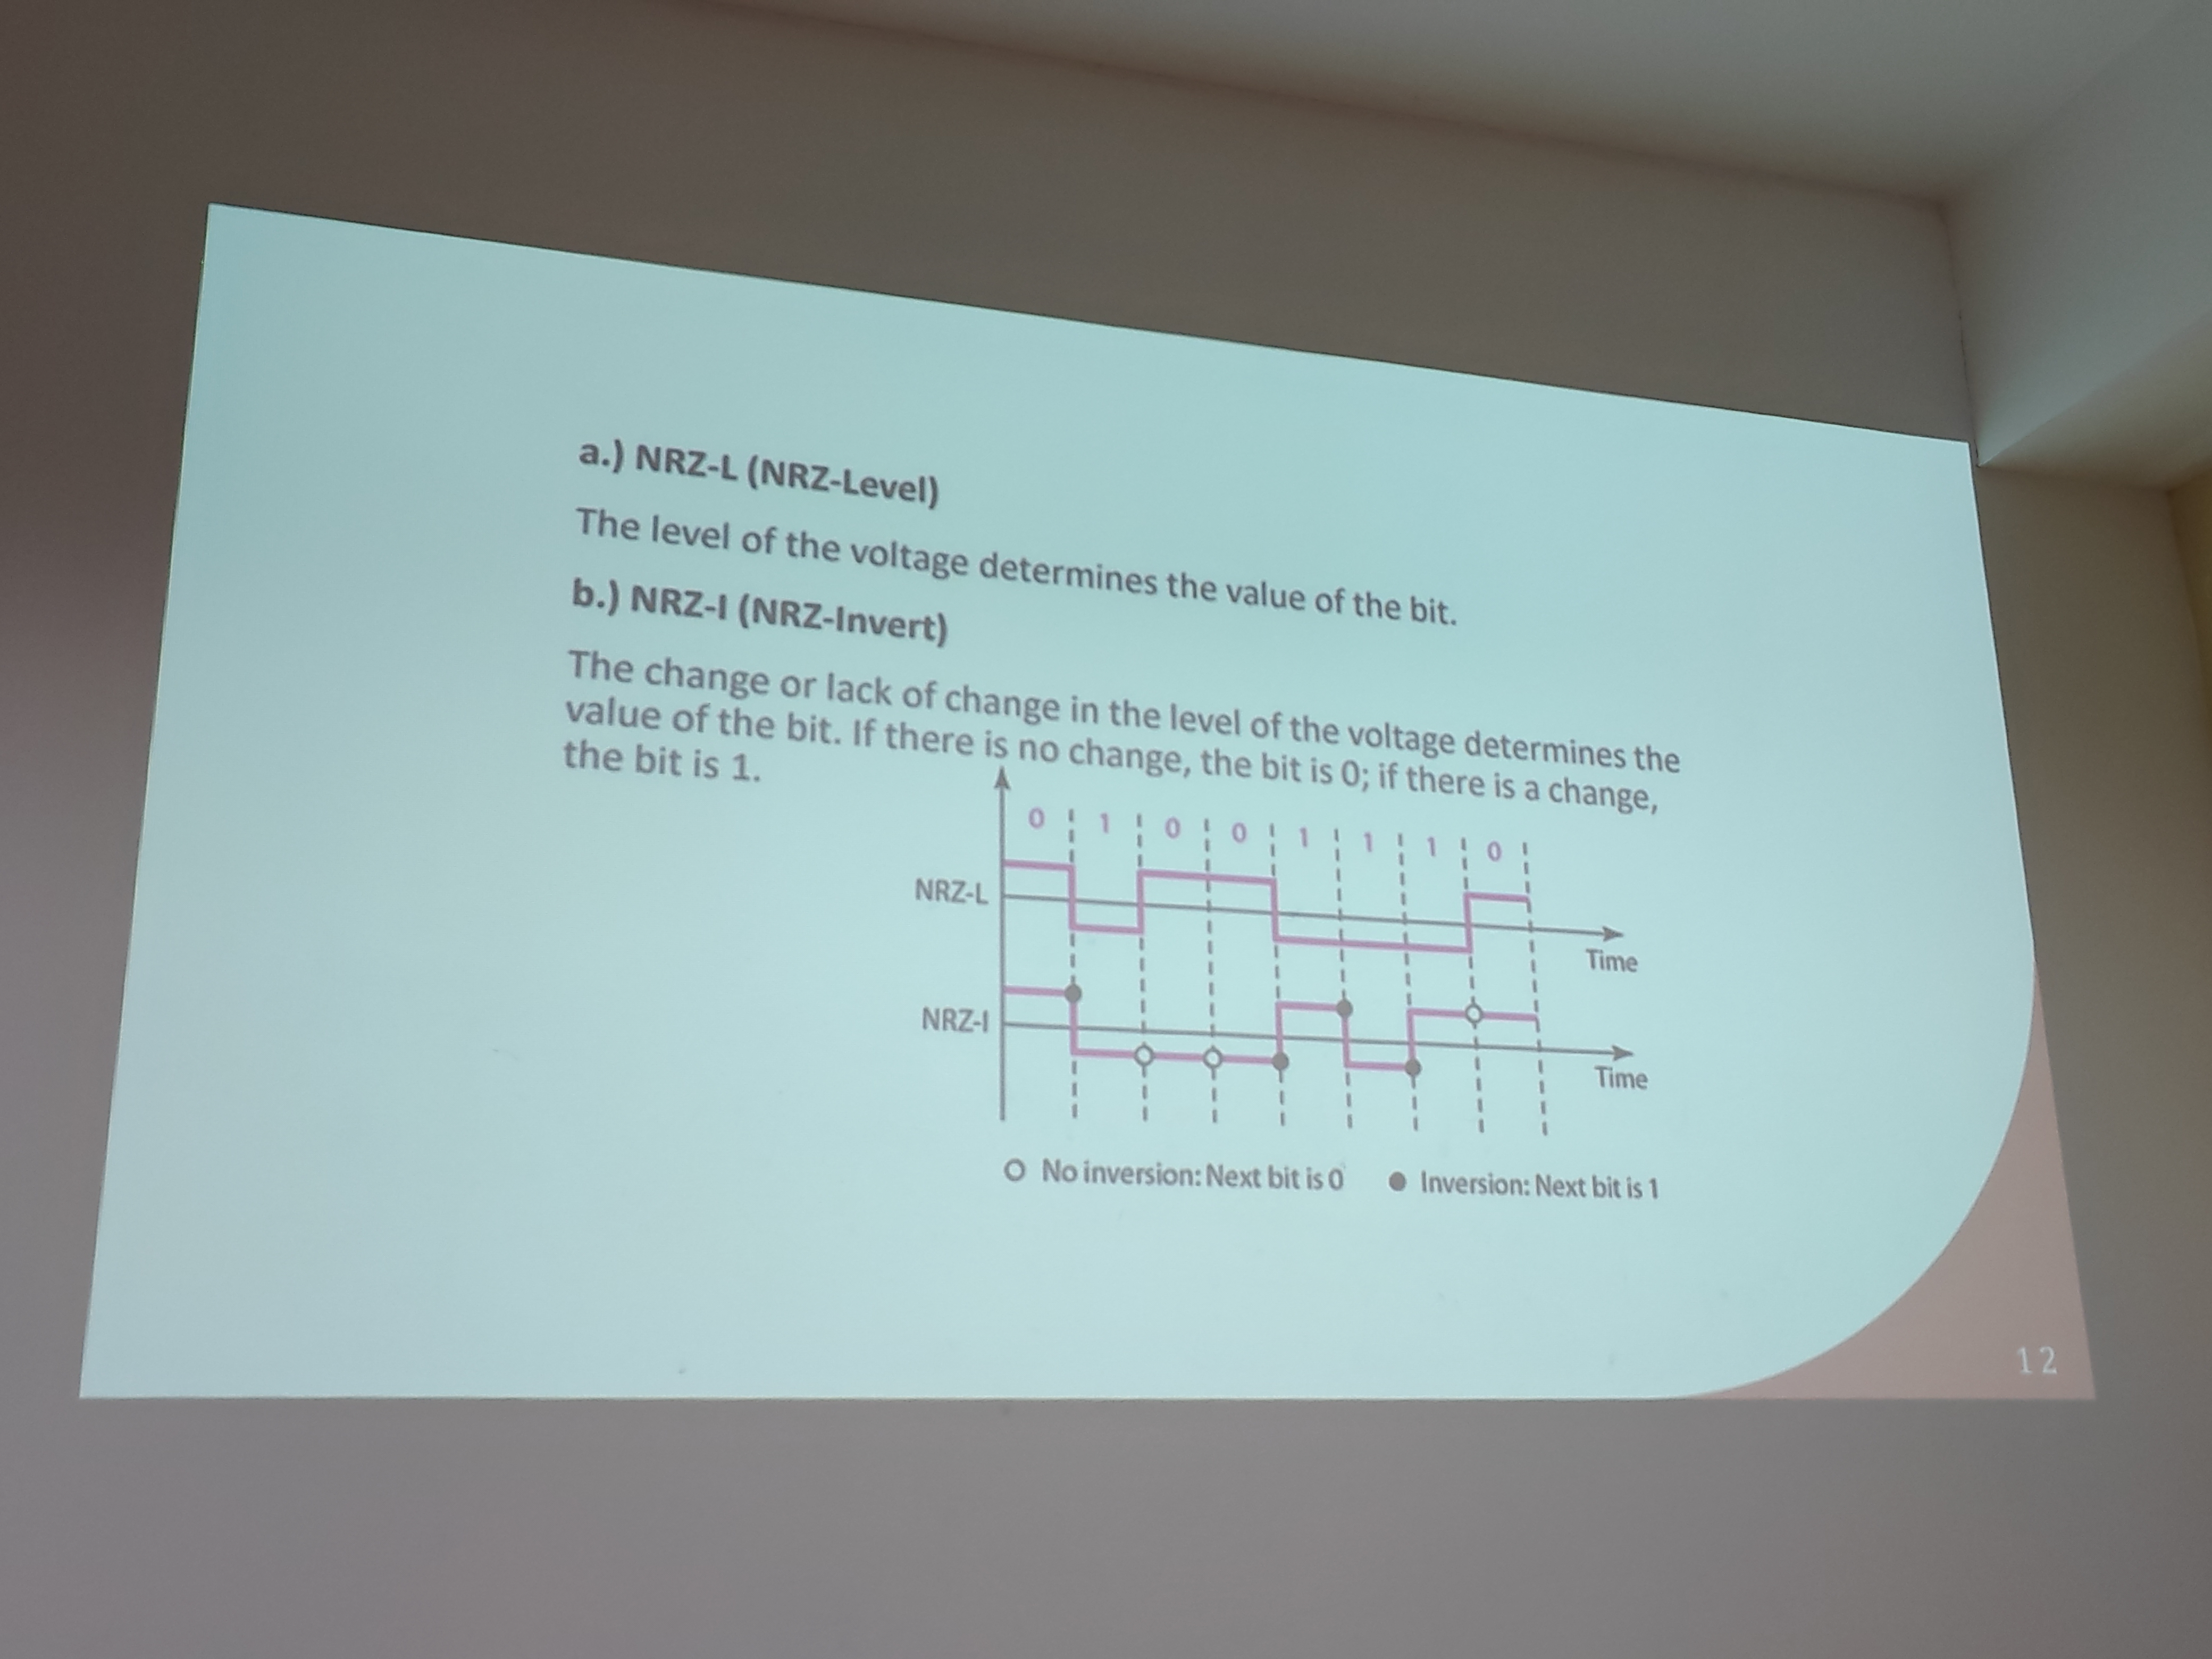 a.) NRZ-L (NRZ-Level)
The level of the voltage determines the value of the bit.
b.) NRZ-I (NRZ-Invert)
The change or lack of change in the level of the voltage determines the
value of the bit. If there is no change, the bit is 0; if there is a change,
the bit is 1.
0 1 0 0 1 1 1 0
NRZ-L
Time
NRZ-I
Time
No inversion: Next bit is 0 Inversion: Next bit is 1
12